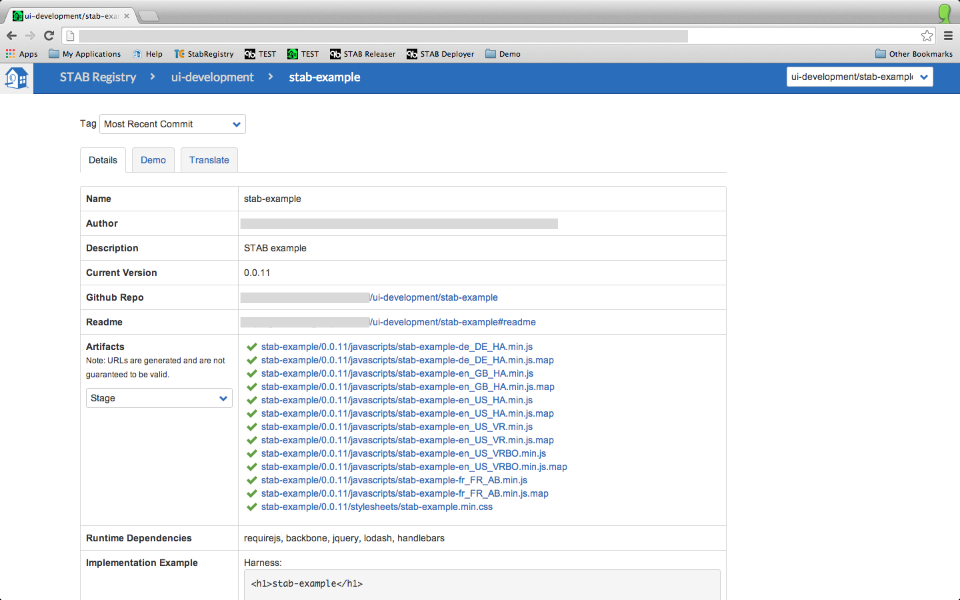 ui-development/stab-exa
Apps My Applications Help StabRegistry TEST TEST STAB Releaser STAB Deployer Demo Other Bookmarks
STAB Registry > ui-development > stab-example ui-development/stab-example
Tag Most Recent Commit
Details Demo Translate
Name stab-example
Author
Description STAB example
Current Version 0.0.11
Github Repo /ui-development/stab-example
Readme /ui-development/stab-example#readme
Artifacts
Note: URLs are generated and are not
guaranteed to be valid.
Stage
stab-example/0.0.11/javascripts/stab-example-de_DE_HA.min.js
stab-example/0.0.11/javascripts/stab-example-de_DE_HA.min.js.map
stab-example/0.0.11/javascripts/stab-example-en_GB_HA.min.js
stab-example/0.0.11/javascripts/stab-example-en_GB_HA.min.js.map
stab-example/0.0.11/javascripts/stab-example-en_US_HA.min.js
stab-example/0.0.11/javascripts/stab-example-en_US_HA.min.js.map
stab-example/0.0.11/javascripts/stab-example-en_US_VR.min.js
stab-example/0.0.11/javascripts/stab-example-en_US_VR.min.js.map
stab-example/0.0.11/javascripts/stab-example-en_US_VRBO.min.js
stab-example/0.0.11/javascripts/stab-example-en_US_VRBO.min.js.map
stab-example/0.0.11/javascripts/stab-example-fr_FR_AB.min.js
stab-example/0.0.11/javascripts/stab-example-fr_FR_AB.min.js.map
stab-example/0.0.11/stylesheets/stab-example.min.css
Runtime Dependencies requirejs, backbone, jquery, lodash, handlebars
Implementation Example Harness:
<h1>stab-example</h1>